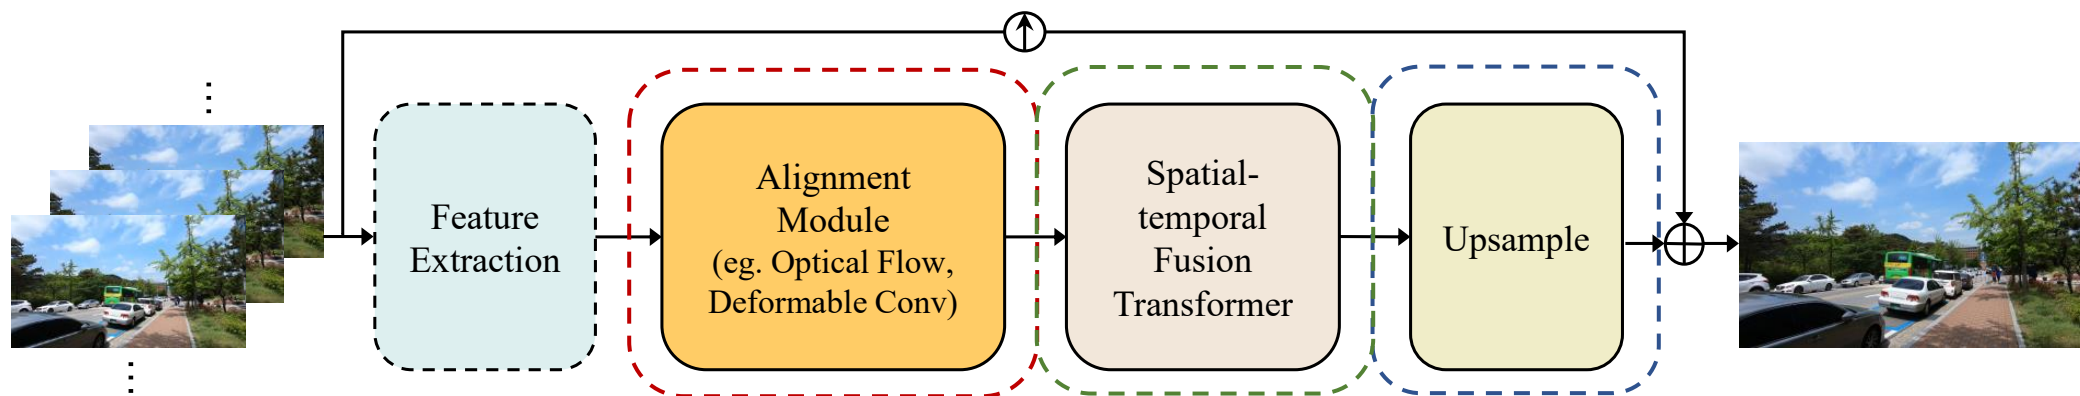 Feature
Extraction
Alignment
Module
(eg. Optical Flow,
Deformable Conv)
Spatial-
temporal
Fusion
Transformer
Upsample